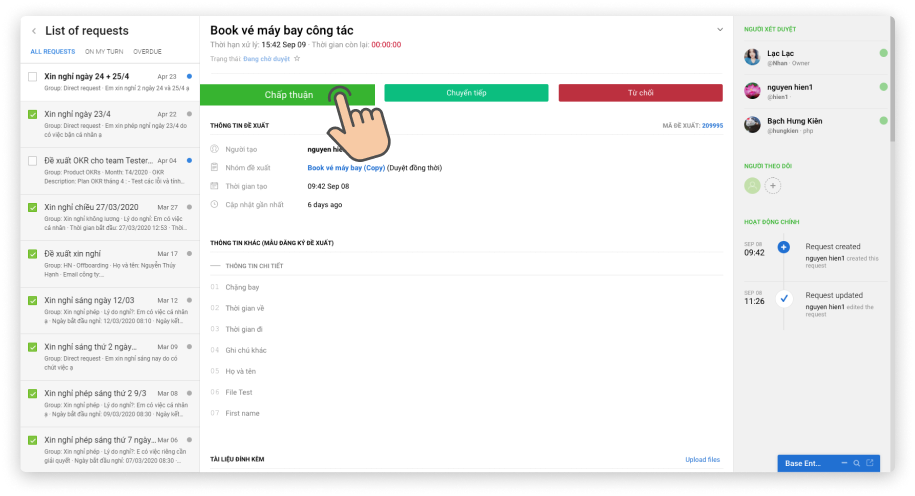 List of requests
ALL REQUESTS ON MY TURN OVERDUE
Xin nghỉ ngày 24 + 25/4 Apr 23
Group: Direct request · Em xin nghỉ 2 ngày 24 và 25/4 ạ
Xin nghỉ ngày 23/4 Apr 22
Group: Direct request · Em xin phép nghỉ ngày 23/4 do
có việc bận cá nhân ạ
Đề xuất OKR cho team Tester... Apr 04
Group: Product OKRs · Month: T4/2020 · OKR
Description: Plan OKR tháng 4 : - Test các lỗi và tính...
Xin nghỉ chiều 27/03/2020 Mar 27
Group: Xin nghỉ không lương · Lý do nghỉ: Em có việc
cá nhân · Thời gian bắt đầu: 27/03/2020 12:53 · Thời...
Đề xuất xin nghỉ Mar 17
Group: HN - Offboarding · Họ và tên: Nguyễn Thúy
Hạnh · Email công ty:...
Xin nghỉ sáng ngày 12/03 Mar 12
Group: Xin nghỉ phép · Lý do nghỉ?: Em có việc cá nhân
ạ · Ngày bắt đầu nghỉ: 12/03/2020 08:10 · Ngày kết...
Xin nghỉ sáng thứ 2 ngày... Mar 09
Group: Direct request · Em xin nghỉ sáng nay do có
chút việc ạ
Xin nghỉ phép sáng thứ 2 9/3 Mar 08
Group: Xin nghỉ phép · Lý do nghỉ?: Em có việc cá nhân
ạ · Ngày bắt đầu nghỉ: 09/03/2020 08:30 · Ngày kết...
Xin nghỉ phép sáng thứ 7 ngày... Mar 06
Group: Xin nghỉ phép · Lý do nghỉ?: E có việc riêng cần
giải quyết · Ngày bắt đầu nghỉ: 07/03/2020 08:30 ·...
Book vé máy bay công tác
Thời hạn xử lý: 15:42 Sep 09 · Thời gian còn lại: 00:00:00
Trạng thái: Đang chờ duyệt
Chấp thuận Chuyển tiếp Từ chối
THÔNG TIN ĐỀ XUẤT MÃ ĐỀ XUẤT: 209995
Người tạo nguyen
Nhóm đề xuất Book vé máy bay (Copy) (Duyệt đồng thời)
Thời gian tạo 09:42 Sep 08
Cập nhật gần nhất 6 days ago
THÔNG TIN KHÁC (MẪU ĐĂNG KÝ ĐỀ XUẤT)
THÔNG TIN CHI TIẾT
01 Chặng bay
02 Thời gian về
03 Thời gian đi
04 Ghi chú khác
05 Họ và tên
06 File Test
07 First name
TÀI LIỆU ĐÍNH KÈM Upload files
NGƯỜI XÉT DUYỆT
Lạc Lạc
@Nhan · Owner
nguyen hien1
@hien1
Bạch Hưng Kiên
@hungkien · php
NGƯỜI THEO DÕI
HOẠT ĐỘNG CHÍNH
SEP 08
09:42
Request created
nguyen hien1 created this
request
SEP 08
11:26
Request updated
nguyen hien1 edited the
request
Base Ent...